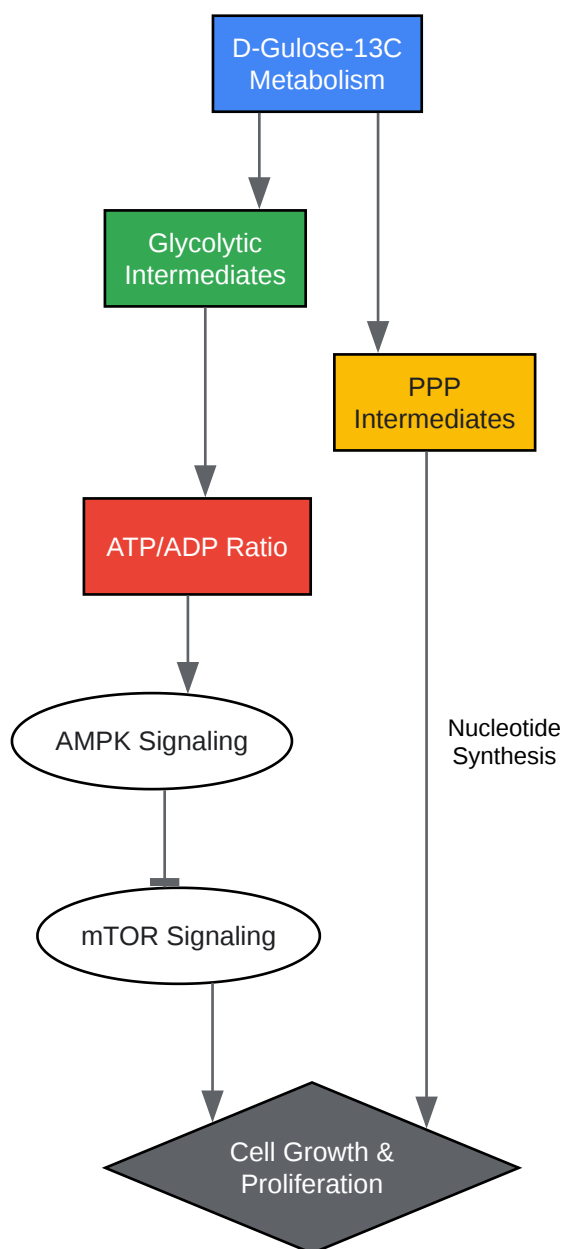 D-Gulose-13C
Metabolism
Glycolytic
Intermediates
PPP
Intermediates
ATP/ADP Ratio
AMPK Signaling
Nucleotide
Synthesis
mTOR Signaling
Cell Growth &
Proliferation